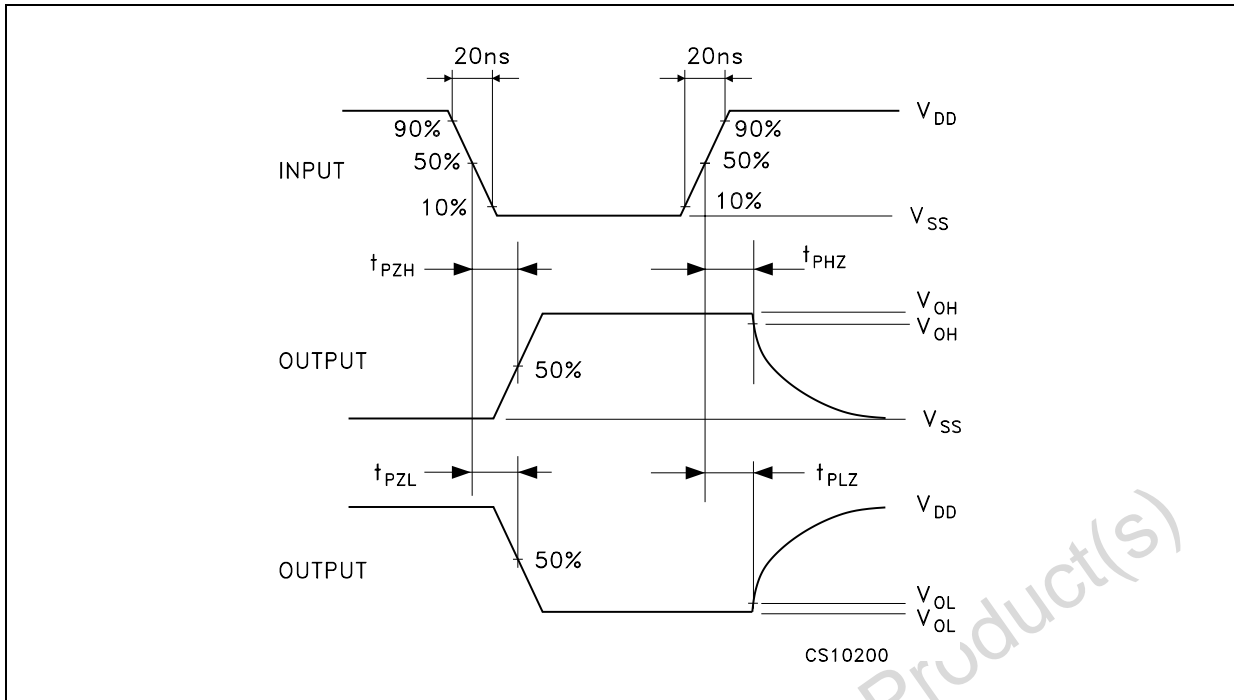 20ns 20ns
V_DD
90% 90%
INPUT 50% 50%
10% 10%
V_SS
t_PZH t_PHZ
V_OH
V_OH
OUTPUT 50%
V_SS
t_PZL t_PLZ
V_DD
OUTPUT 50%
V_OL
V_OL
CS10200
Product(s)